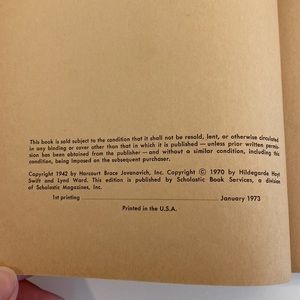 This book is sold subject to the condition that it shall not be resold, lent, or otherwise circulated
in any binding or cover other than that in which it is published — unless prior written permis-
sion has been obtained from the publisher — and without a similar condition, including this
condition, being imposed on the subsequent purchaser.
Copyright 1942 by Harcourt Brace Jovanovich, Inc. Copyright © 1970 by Hildegarde Hoyt
Swift and Lynd Ward. This edition is published by Scholastic Book Services, a division
of Scholastic Magazines, Inc.
1st printing January 1973
Printed in the U.S.A.